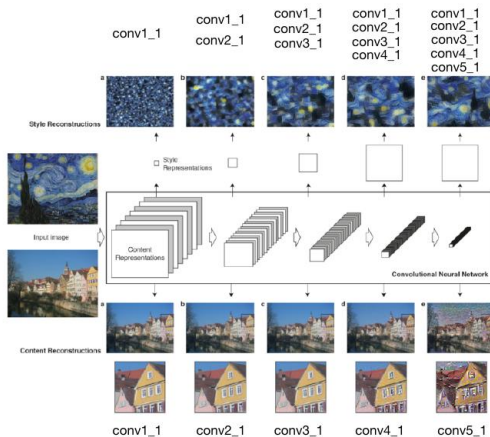 conv1_1
conv1_1
conv2_1
conv1_1
conv2_1
conv3_1
conv1_1
conv2_1
conv3_1
conv4_1
conv1_1
conv2_1
conv3_1
conv4_1
conv5_1
a
b
c
d
e
Style Reconstructions
Style
Representations
Input image
Content
Representations
Convolutional Neural Network
a
b
c
d
e
Content Reconstructions
conv1_1
conv2_1
conv3_1
conv4_1
conv5_1